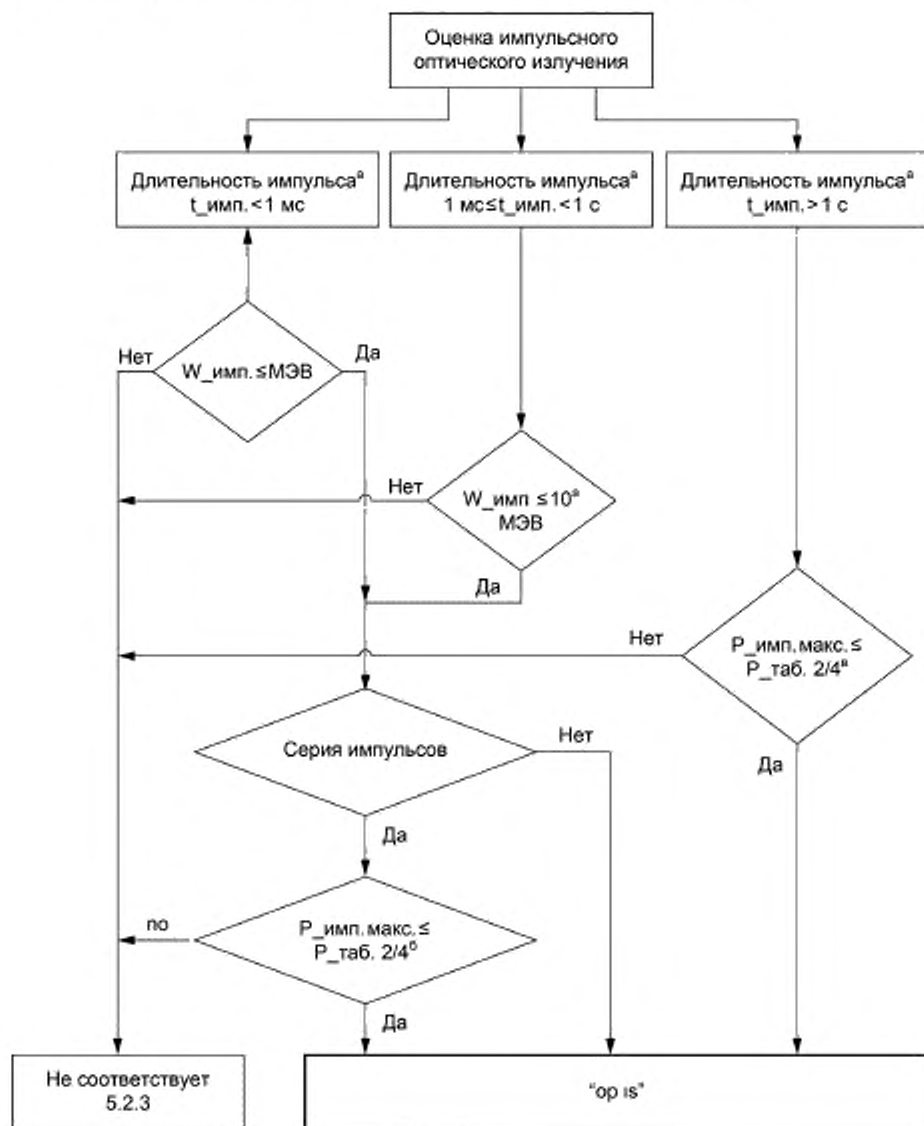 Оценка импульсного
оптического излучения
Длительность импульсаª
t_имп. < 1 мс
Длительность импульсаª
1 мс ≤ t_имп. < 1 с
Длительность импульсаª
t_имп. > 1 с
Нет
W_имп. ≤ МЭВ
Да
Нет
W_имп ≤ 10ª
МЭВ
Да
Нет
P_имп. макс. ≤
P_таб. 2/4ª
Да
Серия импульсов
Нет
Да
no
P_имп. макс. ≤
P_таб. 2/4ᵟ
Да
Не соответствует
5.2.3
"op is"